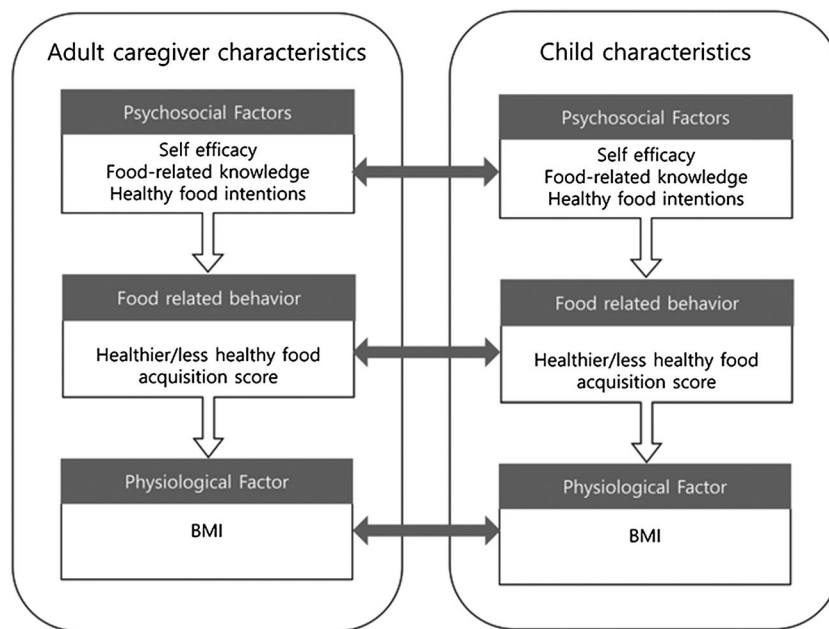 Adult caregiver characteristics
Psychosocial Factors
Self efficacy
Food-related knowledge
Healthy food intentions
Food related behavior
Healthier/less healthy food
acquisition score
Physiological Factor
BMI
Child characteristics
Psychosocial Factors
Self efficacy
Food-related knowledge
Healthy food intentions
Food related behavior
Healthier/less healthy food
acquisition score
Physiological Factor
BMI